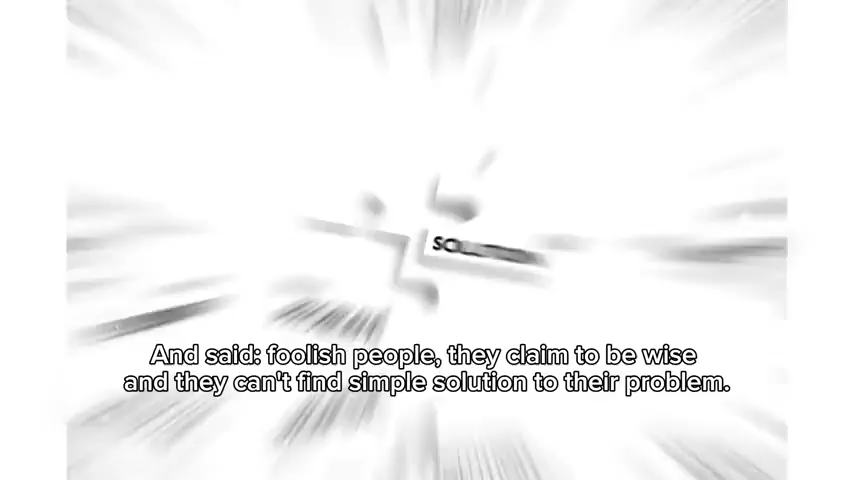 And said: foolish people, they claim to be wise
and they can't find simple solution to their problem.